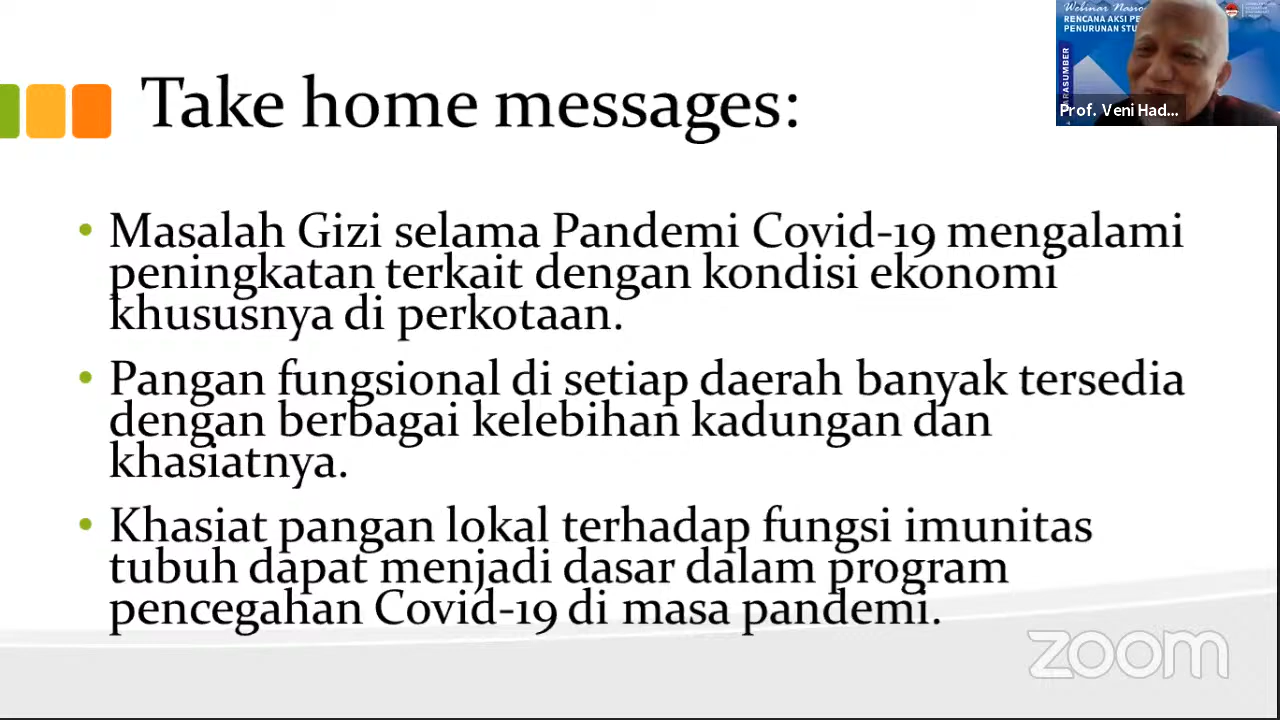 Take home messages:
• Masalah Gizi selama Pandemi Covid-19 mengalami
peningkatan terkait dengan kondisi ekonomi
khususnya di perkotaan.
• Pangan fungsional di setiap daerah banyak tersedia
dengan berbagai kelebihan kadungan dan
khasiatnya.
• Khasiat pangan lokal terhadap fungsi imunitas
tubuh dapat menjadi dasar dalam program
pencegahan Covid-19 di masa pandemi.
Webinar Nasio
RENCANA AKSI PE
PENURUNAN STU
ARASUMBER
Prof. Veni Had...
zoom